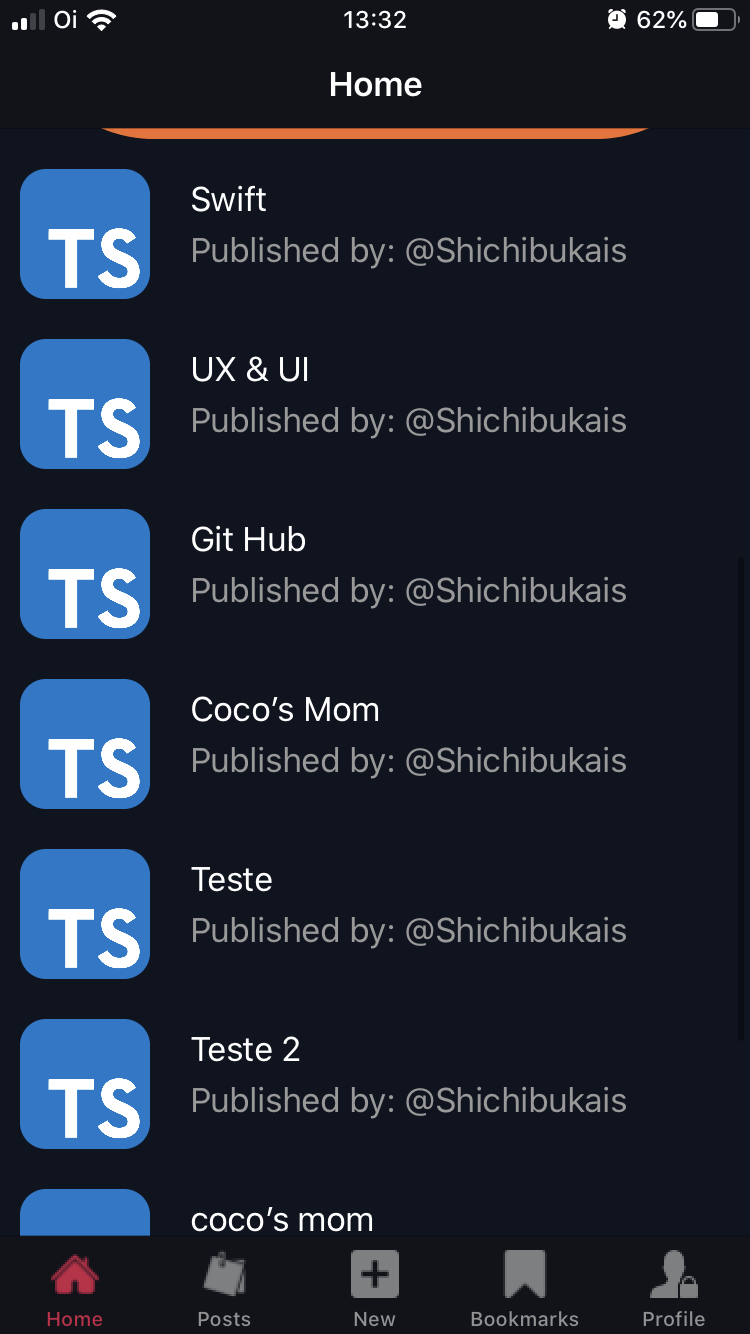 Oi 13:32 62%
Home
TS
Swift
Published by: @Shichibukais
TS
UX & UI
Published by: @Shichibukais
TS
Git Hub
Published by: @Shichibukais
TS
Coco’s Mom
Published by: @Shichibukais
TS
Teste
Published by: @Shichibukais
TS
Teste 2
Published by: @Shichibukais
coco’s mom
Home Posts New Bookmarks Profile